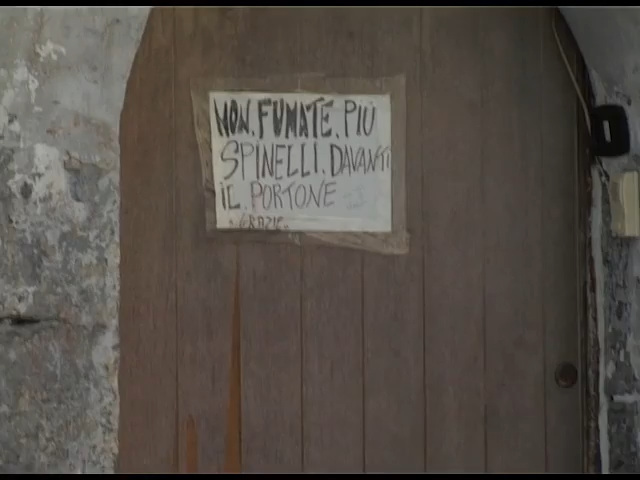 NON. FUMATE. PIÙ
SPINELLI. DAVANTI
IL. PORTONE
- GRAZIE -